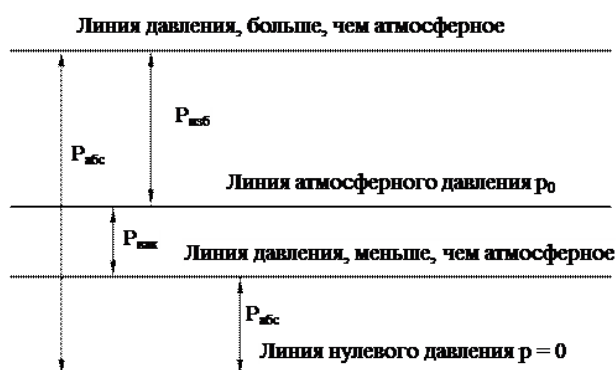 Линия давления, больше, чем атмосферное
Pизб
Pабс
Линия атмосферного давления p₀
Pвак
Линия давления, меньше, чем атмосферное
Pабс
Линия нулевого давления p = 0